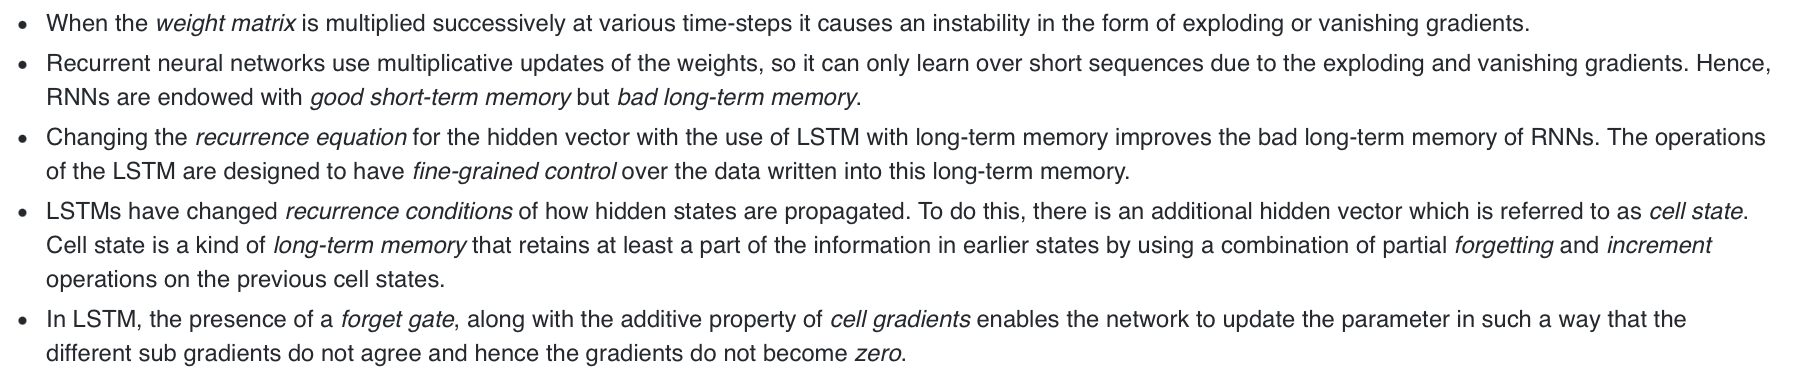 • When the weight matrix is multiplied successively at various time-steps it causes an instability in the form of exploding or vanishing gradients.
• Recurrent neural networks use multiplicative updates of the weights, so it can only learn over short sequences due to the exploding and vanishing gradients. Hence,
RNNs are endowed with good short-term memory but bad long-term memory.
• Changing the recurrence equation for the hidden vector with the use of LSTM with long-term memory improves the bad long-term memory of RNNs. The operations
of the LSTM are designed to have fine-grained control over the data written into this long-term memory.
• LSTMs have changed recurrence conditions of how hidden states are propagated. To do this, there is an additional hidden vector which is referred to as cell state.
Cell state is a kind of long-term memory that retains at least a part of the information in earlier states by using a combination of partial forgetting and increment
operations on the previous cell states.
• In LSTM, the presence of a forget gate, along with the additive property of cell gradients enables the network to update the parameter in such a way that the
different sub gradients do not agree and hence the gradients do not become zero.